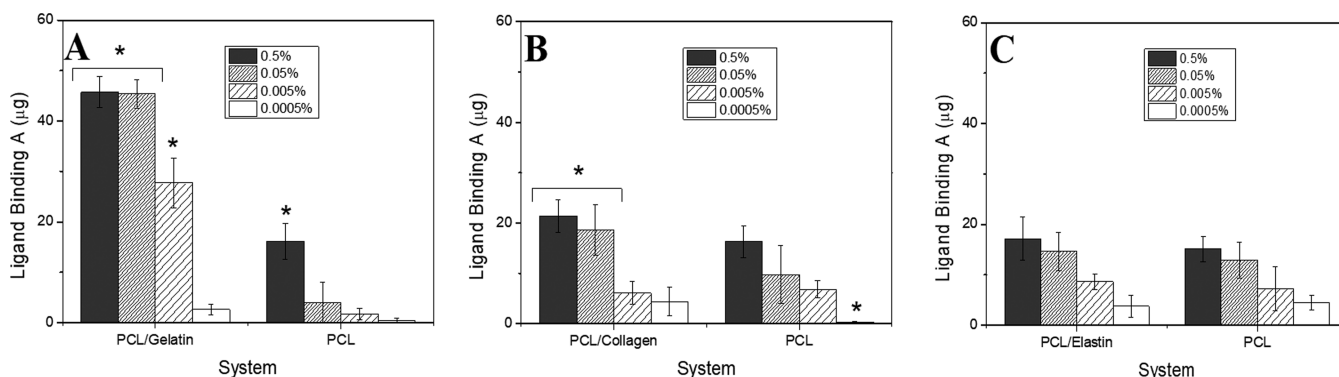 A
*
0.5%
0.05%
0.005%
0.0005%
*
*
60
40
20
0
Ligand Binding A (μg)
PCL/Gelatin
PCL
System
B
*
0.5%
0.05%
0.005%
0.0005%
*
60
40
20
0
Ligand Binding A (μg)
PCL/Collagen
PCL
System
C
0.5%
0.05%
0.005%
0.0005%
60
40
20
0
Ligand Binding A (μg)
PCL/Elastin
PCL
System